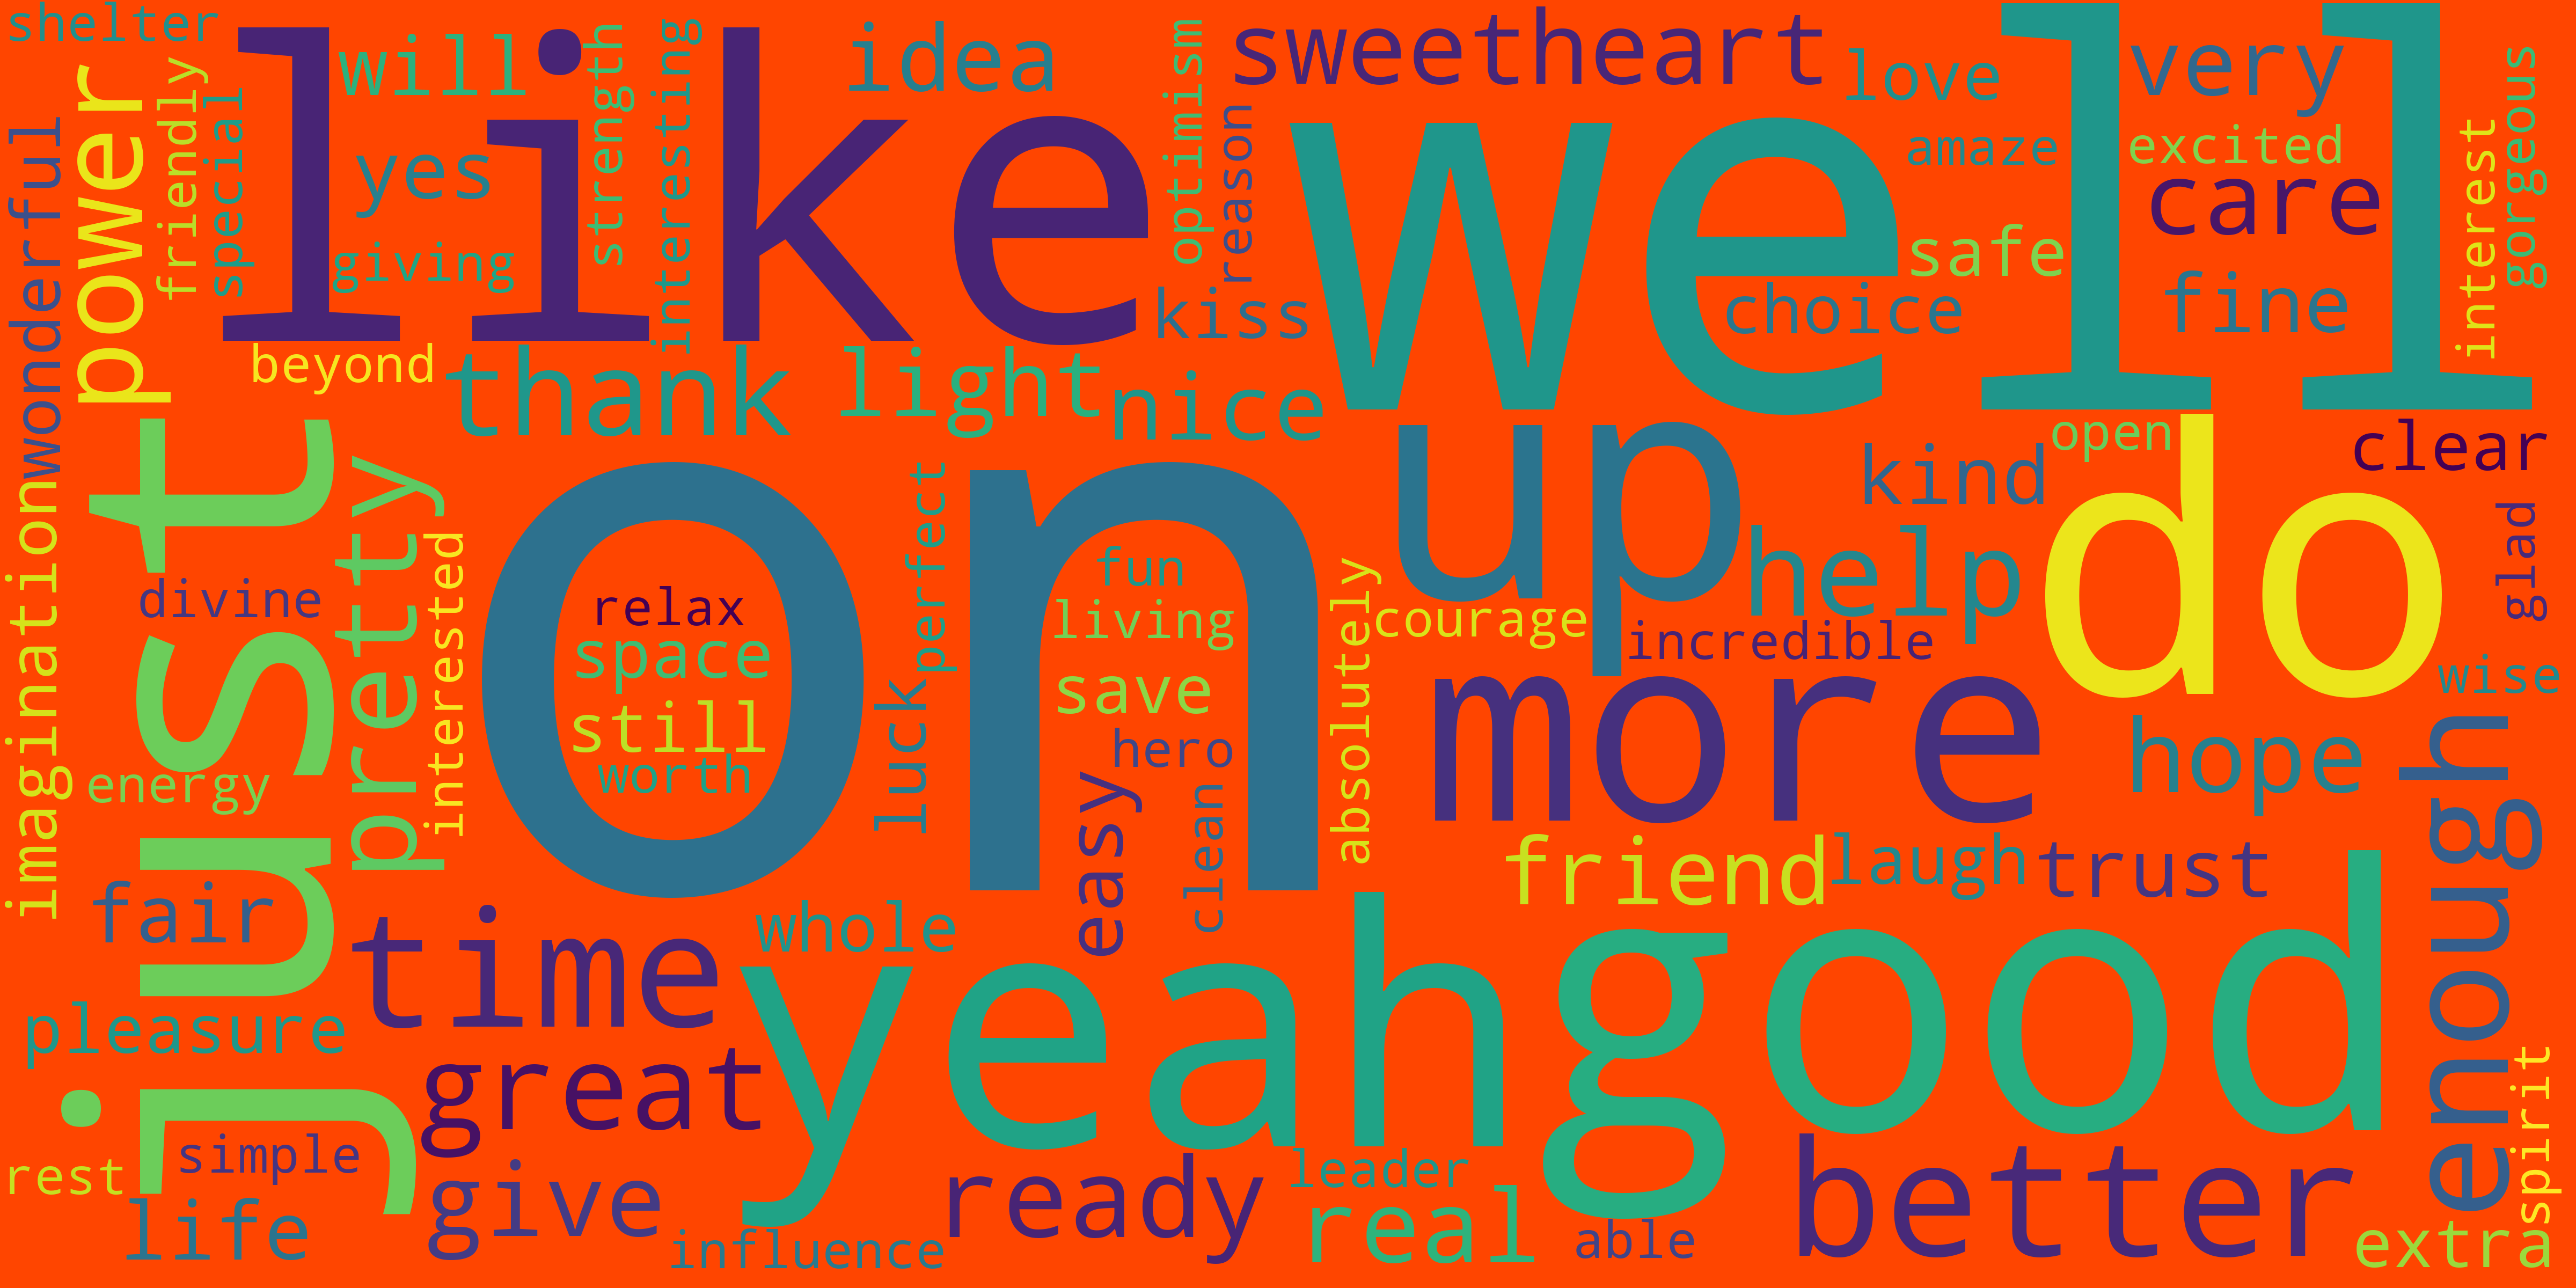 shelter
will
idea
sweetheart
love
very
like
well
power
friendly
special
yes
giving
strength
interesting
optimism
reason
amaze
excited
care
safe
interest
gorgeous
wonderful
kiss
choice
fine
beyond
thank
light
nice
up
open
clear
kind
do
just
pretty
on
perfect
help
glad
imagination
interested
divine
relax
space
still
worth
fun
living
save
hero
luck
easy
clean
absolutely
courage
incredible
more
wise
hope
enough
energy
fair
time
whole
yeah
friend
laugh
trust
good
pleasure
great
simple
rest
life
give
influence
ready
leader
real
able
better
spirit
extra